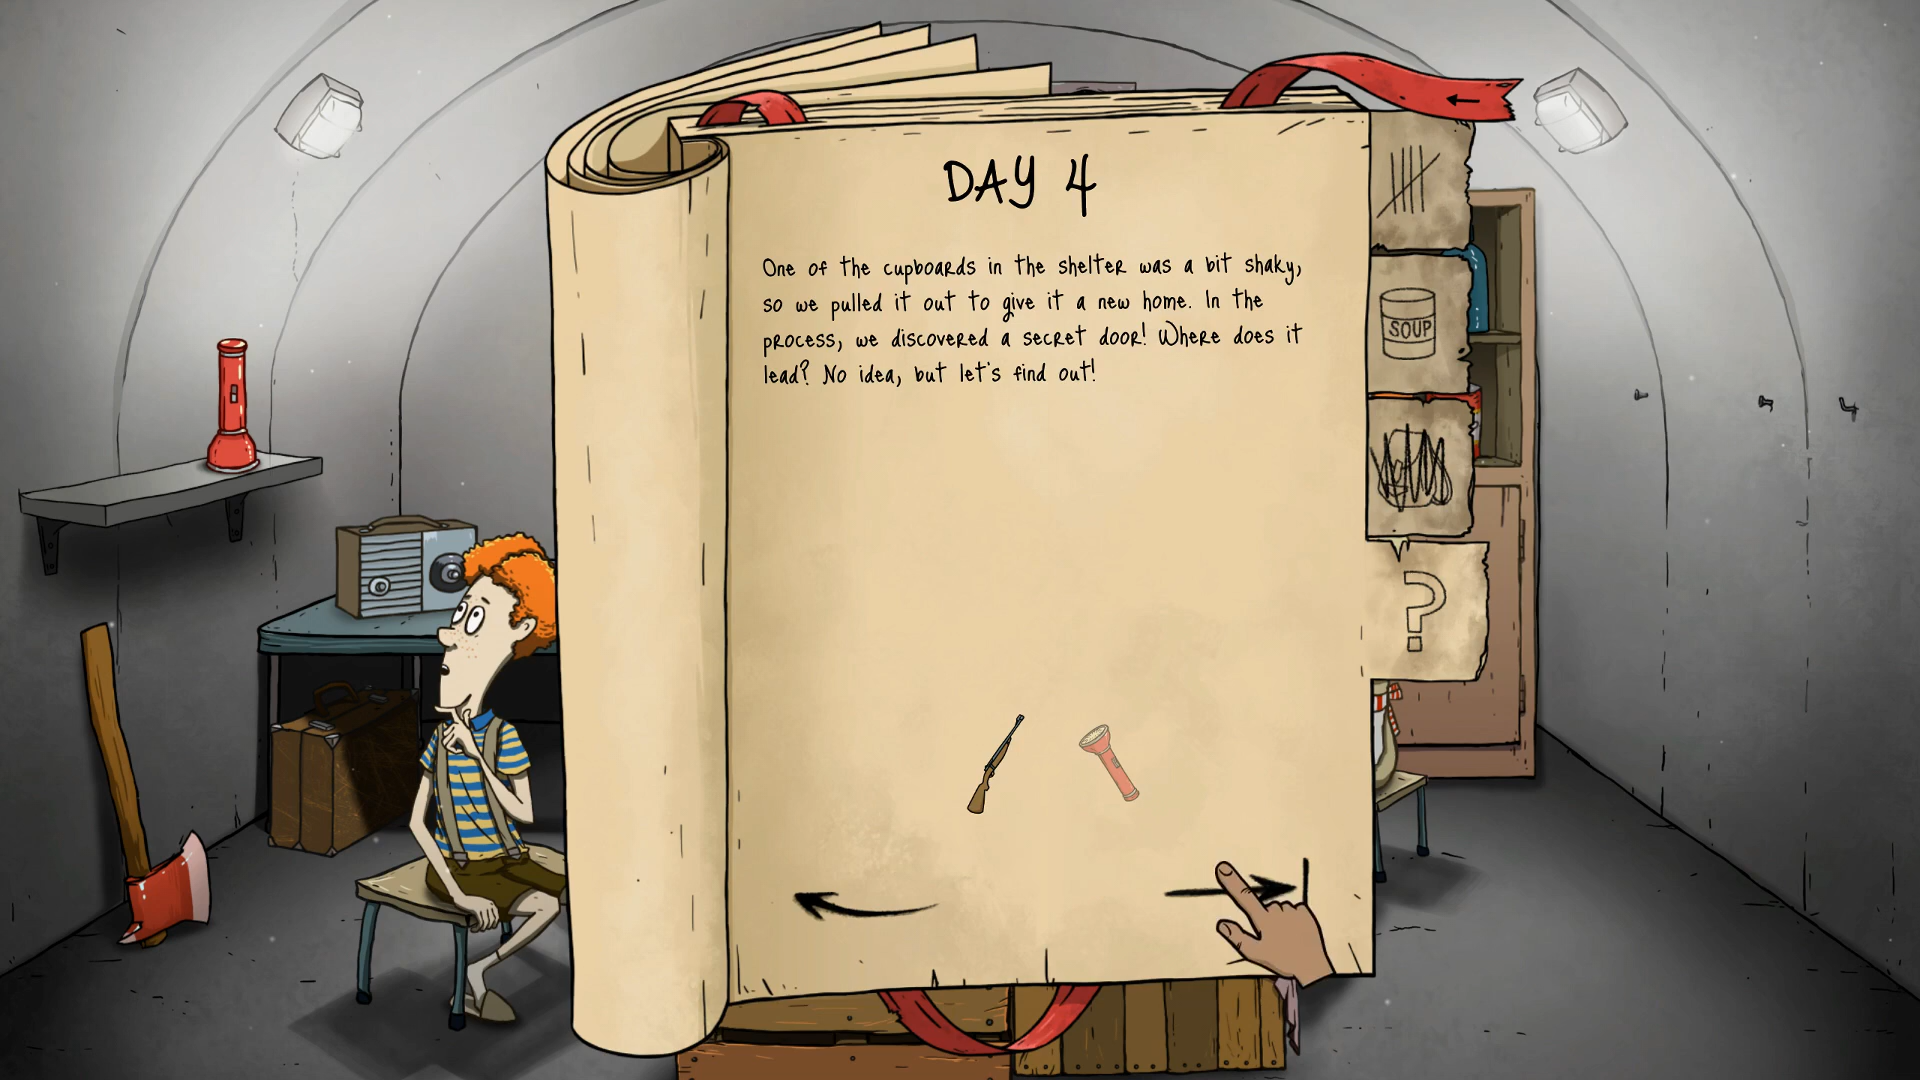 DAY 4
One of the cupboards in the shelter was a bit shaky,
so we pulled it out to give it a new home. In the
process, we discovered a secret door! Where does it
lead? No idea, but let's find out!
SOUP
?